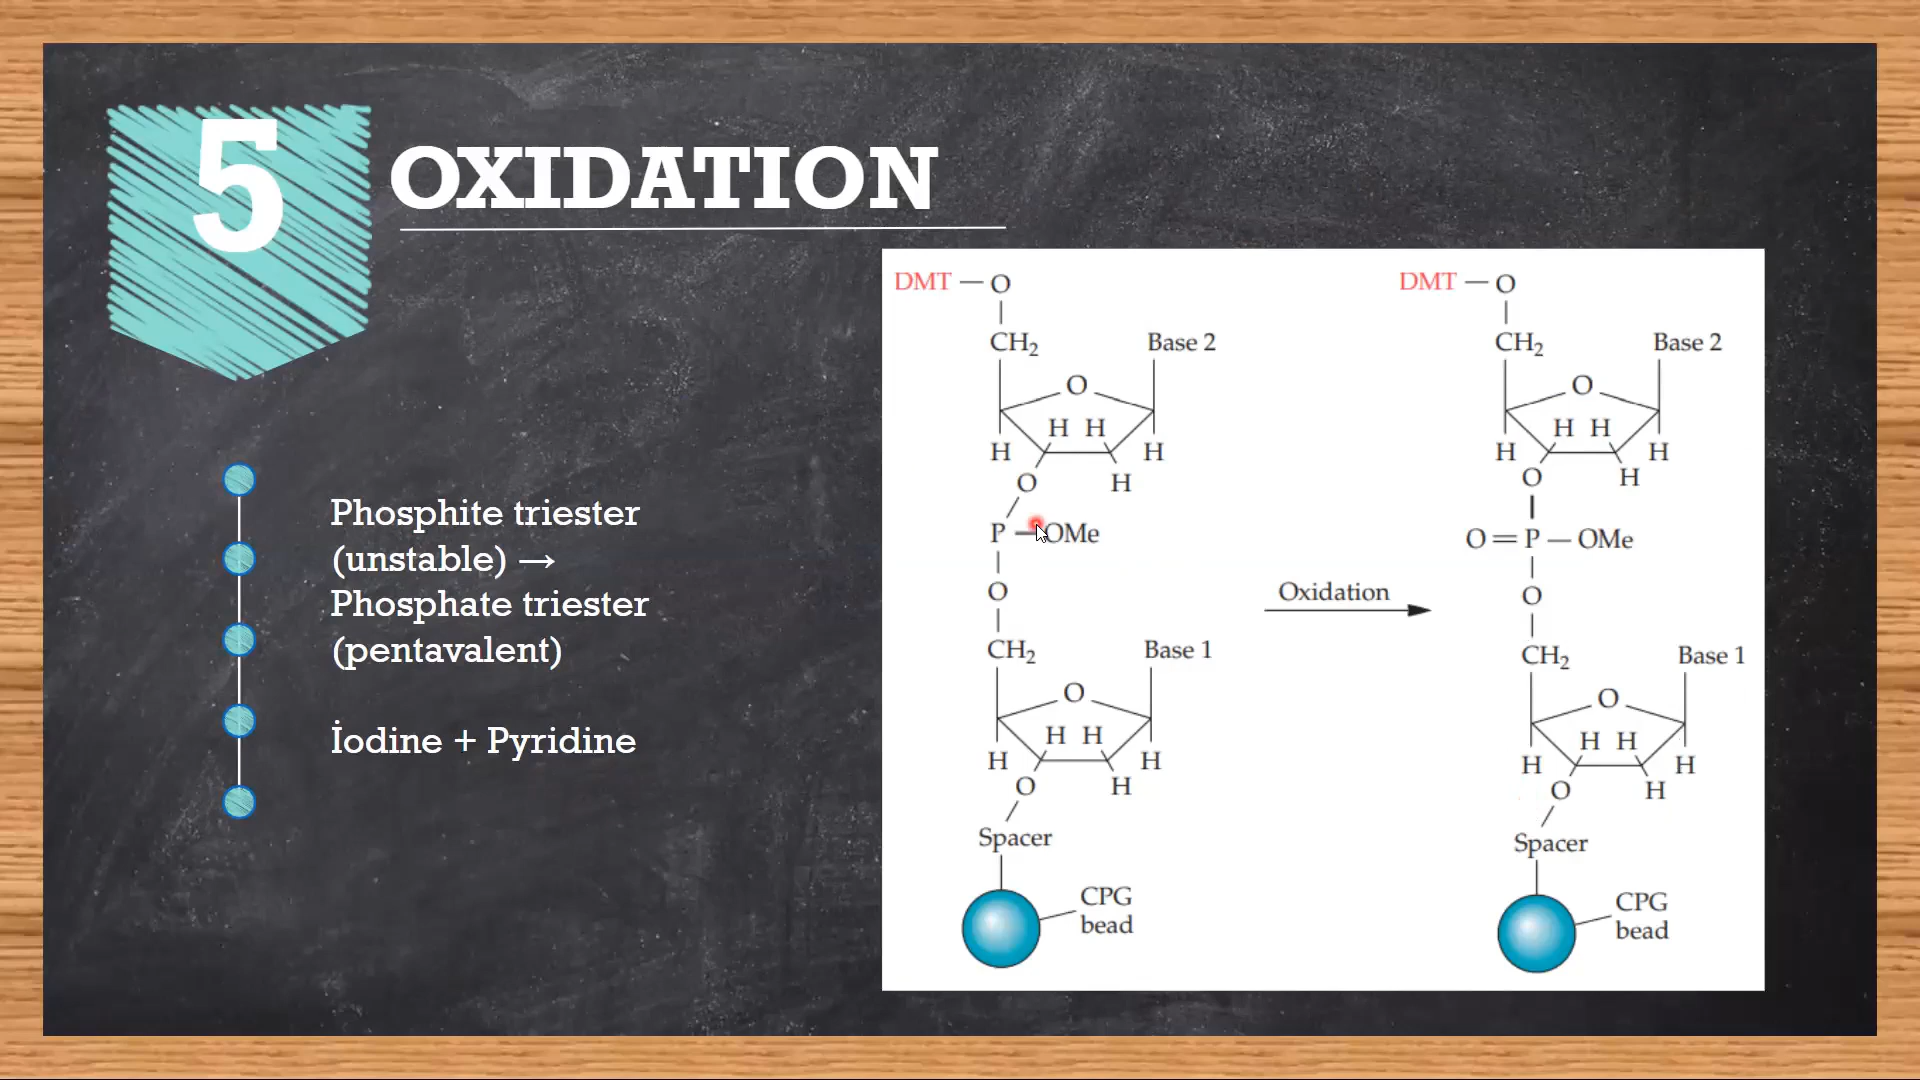 5
OXIDATION
Phosphite triester
(unstable) →
Phosphate triester
(pentavalent)
İodine + Pyridine
DMT — O
CH₂
Base 2
O
H H
H
H
O
H
P — OMe
O
CH₂
Base 1
O
H H
H
H
O
H
Spacer
CPG
bead
Oxidation
DMT — O
CH₂
Base 2
O
H H
H
H
O
H
O = P — OMe
O
CH₂
Base 1
O
H H
H
H
O
H
Spacer
CPG
bead